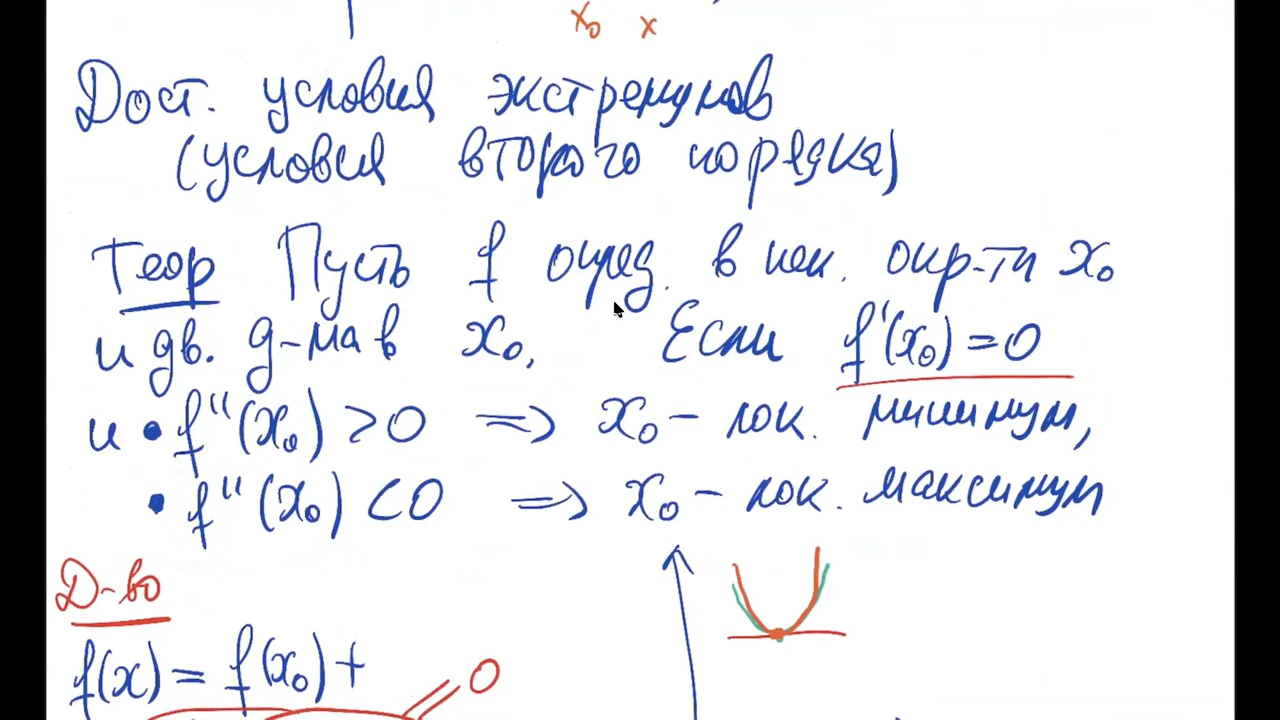 x₀ x
Дост. условия экстремумов
(условия второго порядка)
Теор Пусть f опред. в нек. окр-ти x₀
и дв. д-ма в x₀. Если f'(x₀) = 0
и • f''(x₀) > 0 ⟹ x₀ – лок. минимум,
• f''(x₀) < 0 ⟹ x₀ – лок. максимум
Д-во
f(x) = f(x₀) +
0